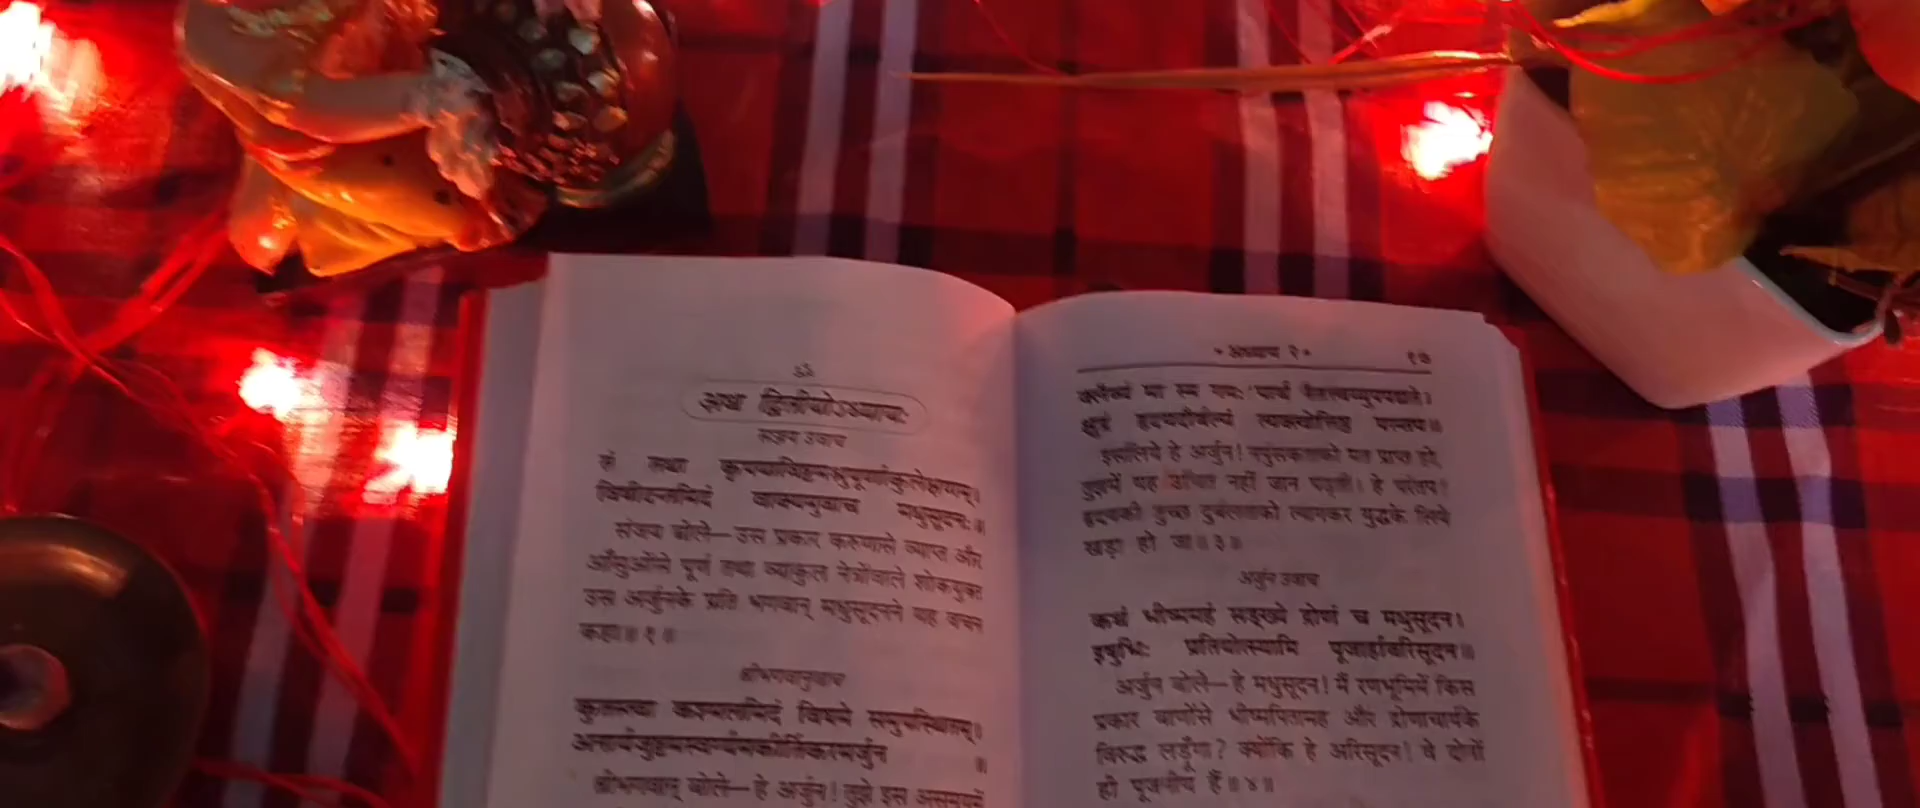 ॐ
अथ द्वितीयोऽध्यायः
सञ्जय उवाच
तं तथा कृपयाविष्टमश्रुपूर्णाकुलेक्षणम्।
विषीदन्तमिदं वाक्यमुवाच मधुसूदनः॥
संजय बोले—उस प्रकार करुणासे व्याप्त और
आँसुओंसे पूर्ण तथा व्याकुल नेत्रोंवाले शोकयुक्त
उस अर्जुनके प्रति भगवान् मधुसूदनने यह वचन
कहा॥१॥
श्रीभगवानुवाच
कुतस्त्वा कश्मलमिदं विषमे समुपस्थितम्।
अनार्यजुष्टमस्वर्ग्यमकीर्तिकरमर्जुन ॥
श्रीभगवान् बोले—हे अर्जुन! तुझे इस असमयमें
• अध्याय २ • १७
क्लैब्यं मा स्म गमः पार्थ नैतत्त्वय्युपपद्यते।
क्षुद्रं हृदयदौर्बल्यं त्यक्त्वोत्तिष्ठ परन्तप॥
इसलिये हे अर्जुन! नपुंसकताको मत प्राप्त हो,
तुझमें यह उचित नहीं जान पड़ती। हे परंतप!
हृदयकी तुच्छ दुर्बलताको त्यागकर युद्धके लिये
खड़ा हो जा॥३॥
अर्जुन उवाच
कथं भीष्ममहं सङ्ख्ये द्रोणं च मधुसूदन।
इषुभिः प्रतियोत्स्यामि पूजार्हावरिसूदन॥
अर्जुन बोले—हे मधुसूदन! मैं रणभूमिमें किस
प्रकार बाणोंसे भीष्मपितामह और द्रोणाचार्यके
विरुद्ध लड़ूँगा? क्योंकि हे अरिसूदन! वे दोनों
ही पूजनीय हैं॥४॥